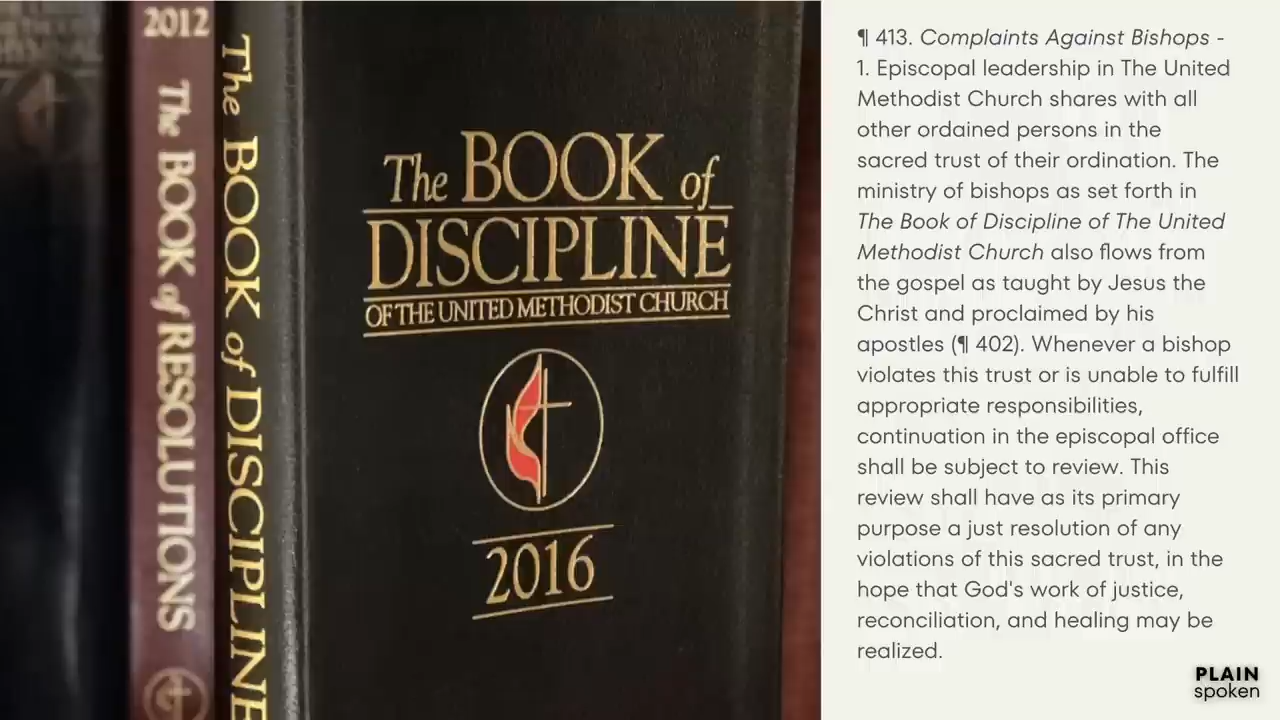 2012
The BOOK of RESOLUTIONS
The BOOK of DISCIPLINE
The BOOK of
DISCIPLINE
OF THE UNITED METHODIST CHURCH
2016
¶ 413. Complaints Against Bishops -
1. Episcopal leadership in The United
Methodist Church shares with all
other ordained persons in the
sacred trust of their ordination. The
ministry of bishops as set forth in
The Book of Discipline of The United
Methodist Church also flows from
the gospel as taught by Jesus the
Christ and proclaimed by his
apostles (¶ 402). Whenever a bishop
violates this trust or is unable to fulfill
appropriate responsibilities,
continuation in the episcopal office
shall be subject to review. This
review shall have as its primary
purpose a just resolution of any
violations of this sacred trust, in the
hope that God's work of justice,
reconciliation, and healing may be
realized.
PLAIN
spoken